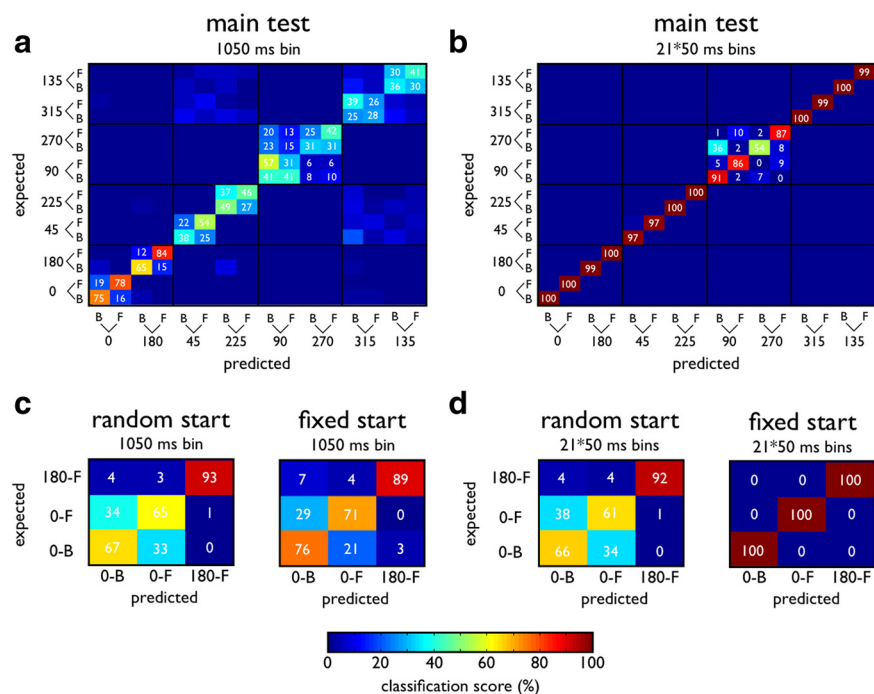 a main test
1050 ms bin
135 F 30 41
B 36 30
315 F 39 26
B 25 28
270 F 20 13 25 42
B 23 15 31 31
90 F 57 31 6 6
B 41 41 8 10
225 F 37 46
B 49 27
45 F 22 54
B 38 25
180 F 12 84
B 65 15
0 F 19 78
B 75 16
expected
B F B F B F B F B F B F B F B F
0 180 45 225 90 270 315 135
predicted
b main test
21*50 ms bins
135 F 99
B 100
315 F 99
B 100
270 F 1 10 2 87
B 36 2 54 8
90 F 5 86 0 9
B 91 2 7 0
225 F 100
B 100
45 F 97
B 97
180 F 100
B 99
0 F 100
B 100
expected
B F B F B F B F B F B F B F B F
0 180 45 225 90 270 315 135
predicted
c random start
1050 ms bin
180-F 4 3 93
0-F 34 65 1
0-B 67 33 0
expected
0-B 0-F 180-F
predicted
fixed start
1050 ms bin
7 4 89
29 71 0
76 21 3
0-B 0-F 180-F
predicted
d random start
21*50 ms bins
180-F 4 4 92
0-F 38 61 1
0-B 66 34 0
expected
0-B 0-F 180-F
predicted
fixed start
21*50 ms bins
0 0 100
0 100 0
100 0 0
0-B 0-F 180-F
predicted
0 20 40 60 80 100
classification score (%)